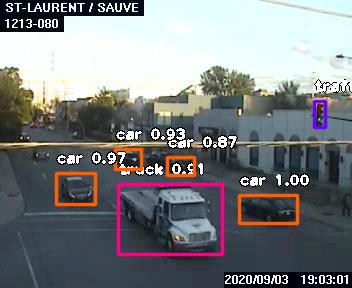 ST-LAURENT / SAUVE
1213-080
car 0.93
car 0.87
car 0.97
truck 0.91
car 1.00
2020/09/03 19:03:01